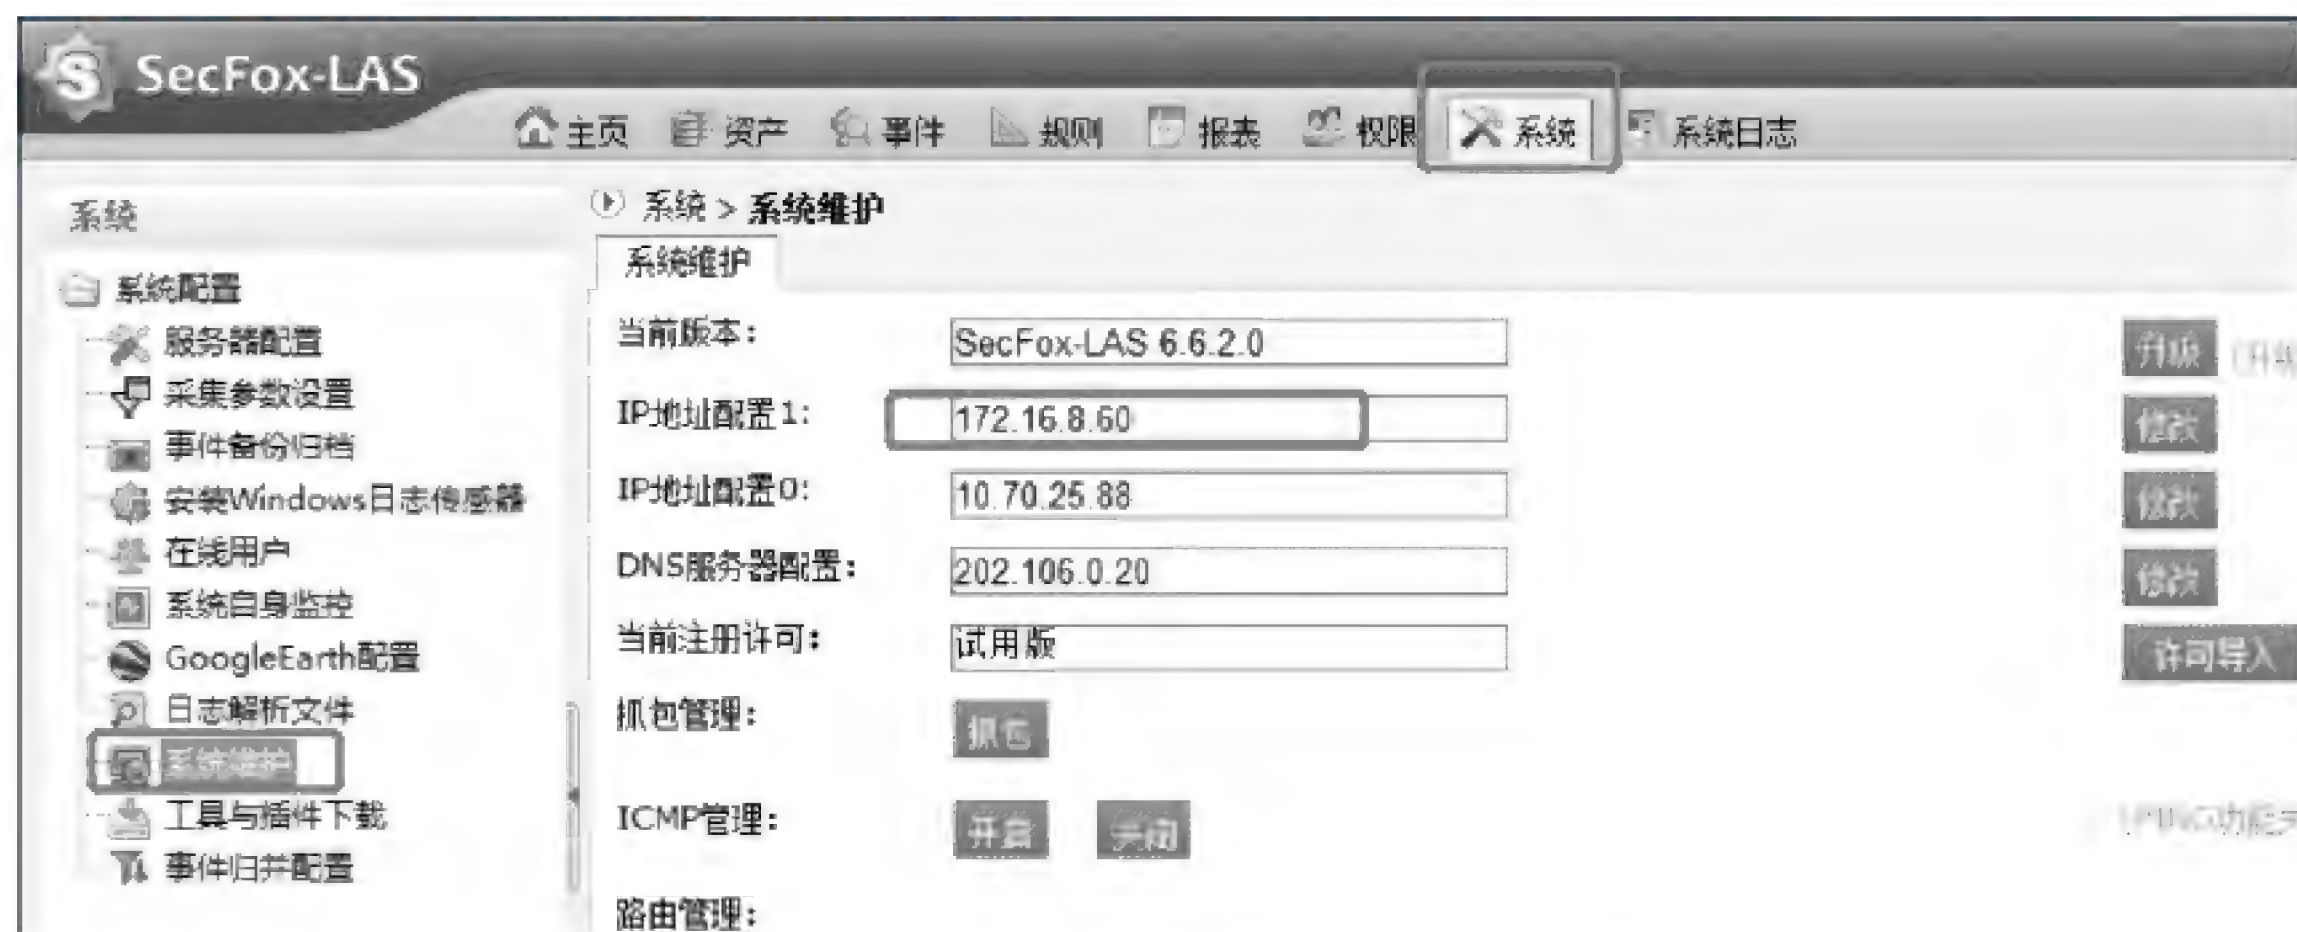 SecFox-LAS
主页 资产 事件 规则 报表 权限 系统 系统日志
系统
系统 > 系统维护
系统维护
系统配置
服务器配置
采集参数设置
事件备份归档
安装Windows日志传感器
在线用户
系统自身监控
GoogleEarth配置
日志解析文件
系统维护
工具与插件下载
事件归并配置
当前版本: SecFox-LAS 6.6.2.0 升级
IP地址配置1: 172.16.8.60 修改
IP地址配置0: 10.70.25.88 修改
DNS服务器配置: 202.106.0.20 修改
当前注册许可: 试用版 许可导入
抓包管理: 抓包
ICMP管理: 开启 关闭
路由管理: